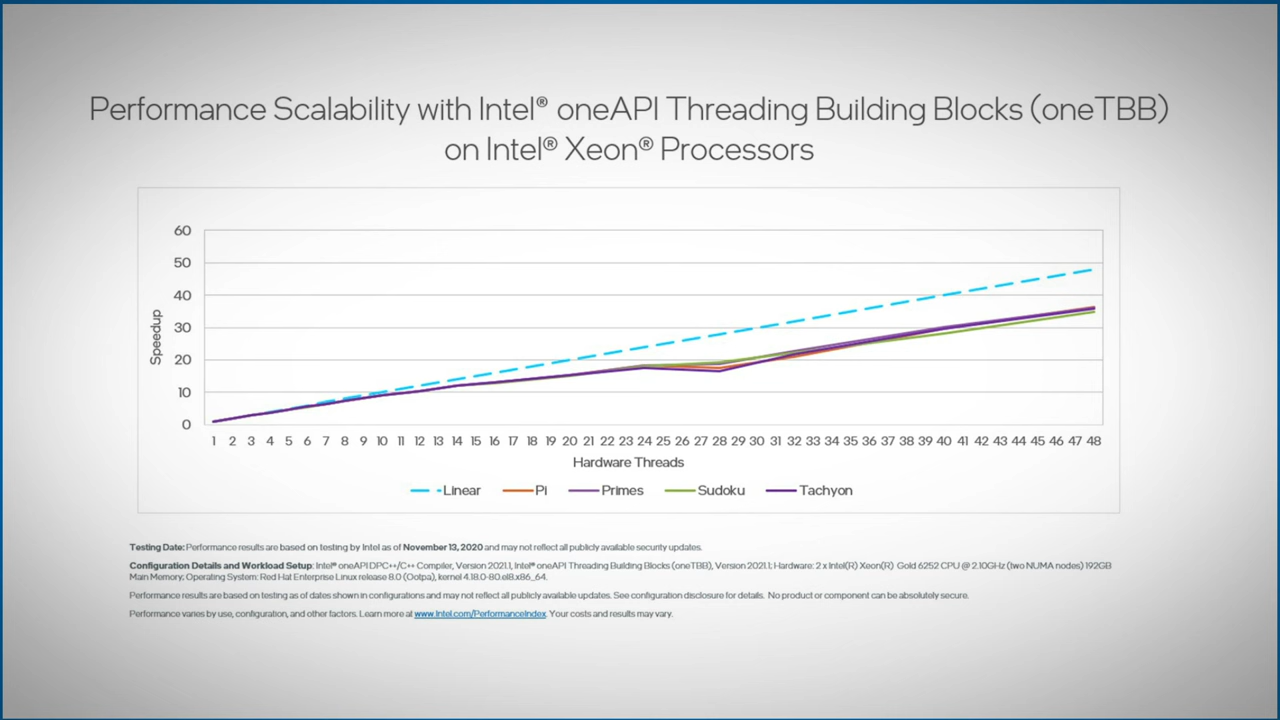 Performance Scalability with Intel® oneAPI Threading Building Blocks (oneTBB)
on Intel® Xeon® Processors
60
50
40
30
20
10
0
Speedup
1 2 3 4 5 6 7 8 9 10 11 12 13 14 15 16 17 18 19 20 21 22 23 24 25 26 27 28 29 30 31 32 33 34 35 36 37 38 39 40 41 42 43 44 45 46 47 48
Hardware Threads
Linear Pi Primes Sudoku Tachyon
Testing Date: Performance results are based on testing by Intel as of November 13, 2020 and may not reflect all publicly available security updates.
Configuration Details and Workload Setup: Intel® oneAPI DPC++/C++ Compiler, Version 2021.1, Intel® oneAPI Threading Building Blocks (oneTBB), Version 2021.1; Hardware: 2 x Intel(R) Xeon(R) Gold 6252 CPU @ 2.10GHz (two NUMA nodes) 192GB
Main Memory; Operating System: Red Hat Enterprise Linux release 8.0 (Ootpa), kernel 4.18.0-80.el8.x86_64.
Performance results are based on testing as of dates shown in configurations and may not reflect all publicly available updates. See configuration disclosure for details. No product or component can be absolutely secure.
Performance varies by use, configuration, and other factors. Learn more at www.Intel.com/PerformanceIndex. Your costs and results may vary.